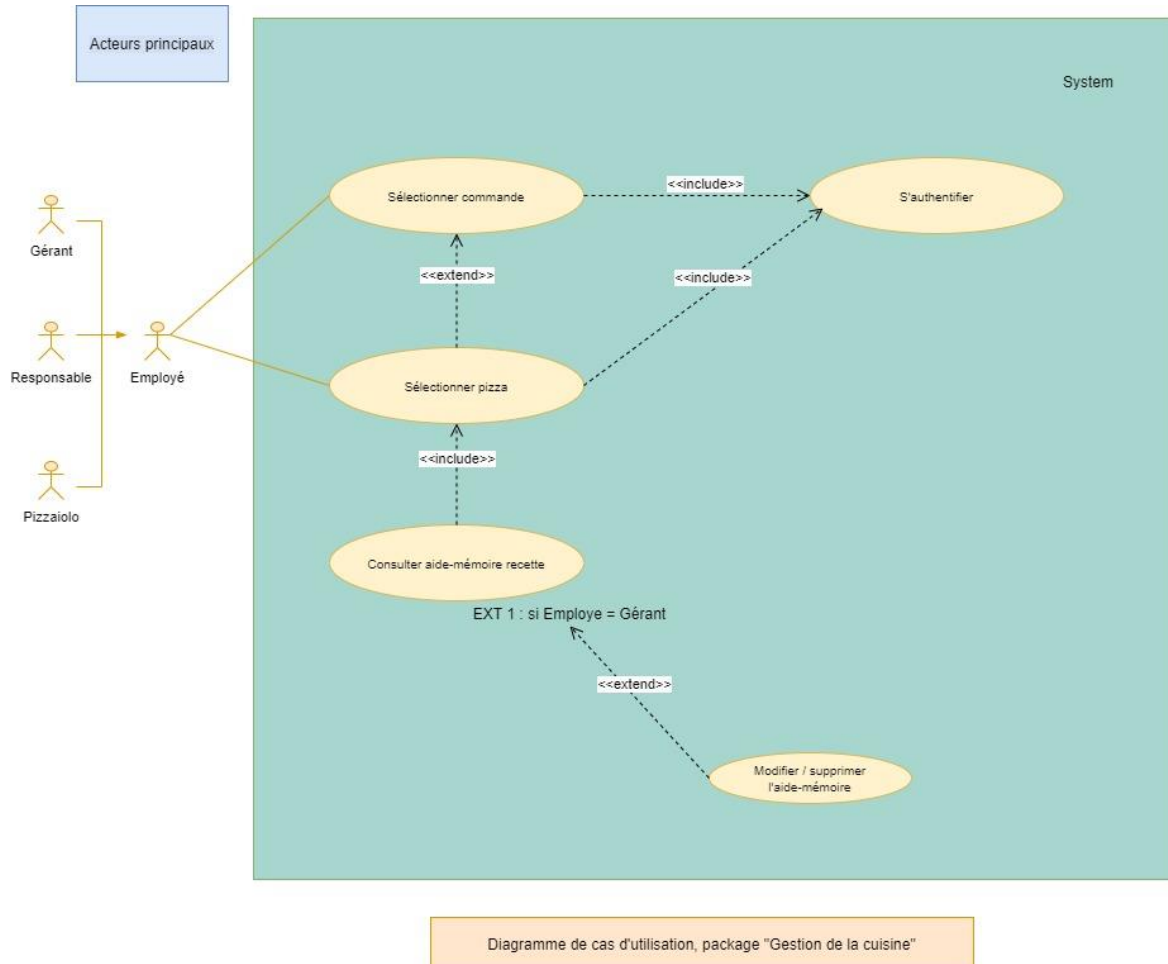 Acteurs principaux
System
Sélectionner commande
<<include>>
S'authentifier
Gérant
<<extend>>
<<include>>
Responsable
Employé
Sélectionner pizza
<<include>>
Pizzaiolo
Consulter aide-mémoire recette
EXT 1 : si Employe = Gérant
<<extend>>
Modifier / supprimer
l'aide-mémoire
Diagramme de cas d'utilisation, package "Gestion de la cuisine"